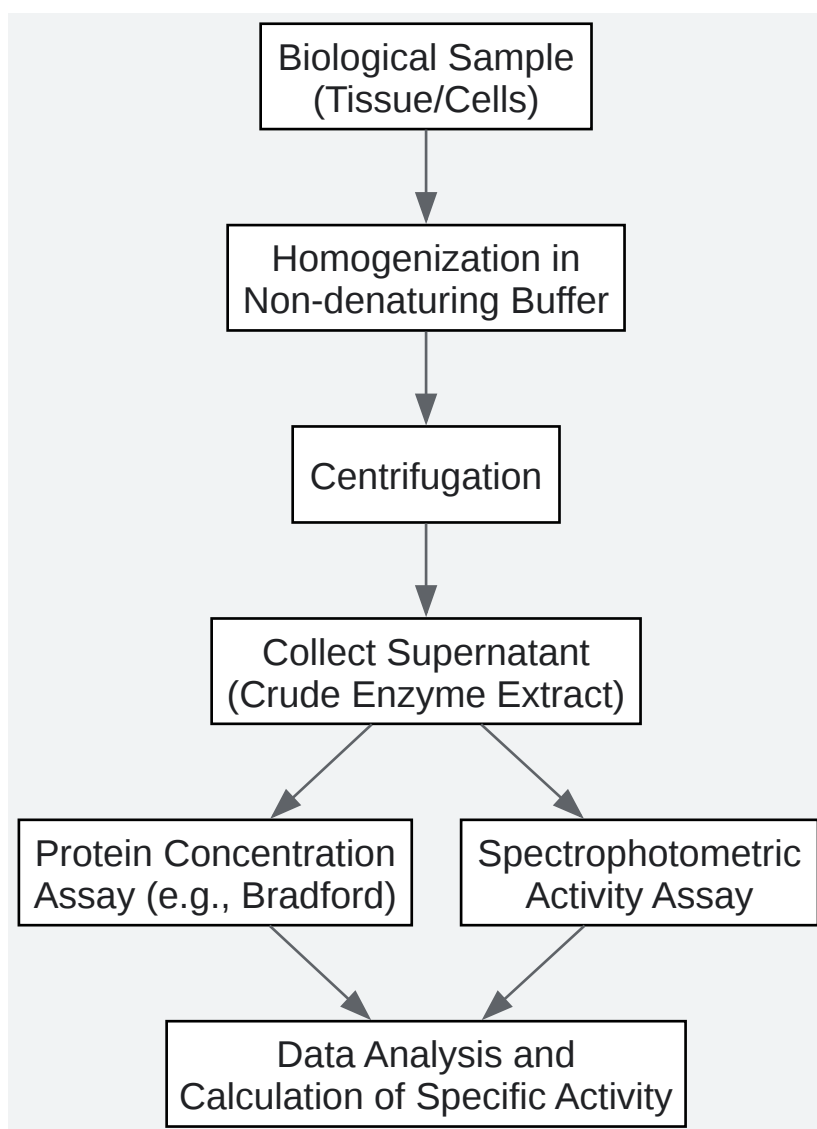 Biological Sample
(Tissue/Cells)
Homogenization in
Non-denaturing Buffer
Centrifugation
Collect Supernatant
(Crude Enzyme Extract)
Protein Concentration
Assay (e.g., Bradford)
Spectrophotometric
Activity Assay
Data Analysis and
Calculation of Specific Activity